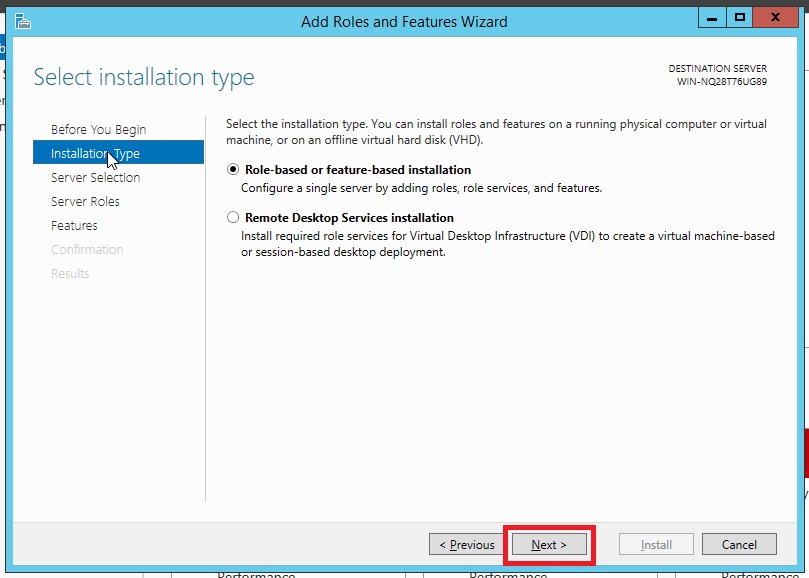 Add Roles and Features Wizard
Select installation type
DESTINATION SERVER
WIN-NQ28T76UG89
Before You Begin
Installation Type
Server Selection
Server Roles
Features
Confirmation
Results
Select the installation type. You can install roles and features on a running physical computer or virtual
machine, or on an offline virtual hard disk (VHD).
Role-based or feature-based installation
Configure a single server by adding roles, role services, and features.
Remote Desktop Services installation
Install required role services for Virtual Desktop Infrastructure (VDI) to create a virtual machine-based
or session-based desktop deployment.
< Previous
Next >
Install
Cancel
Performance
Performance
Performance